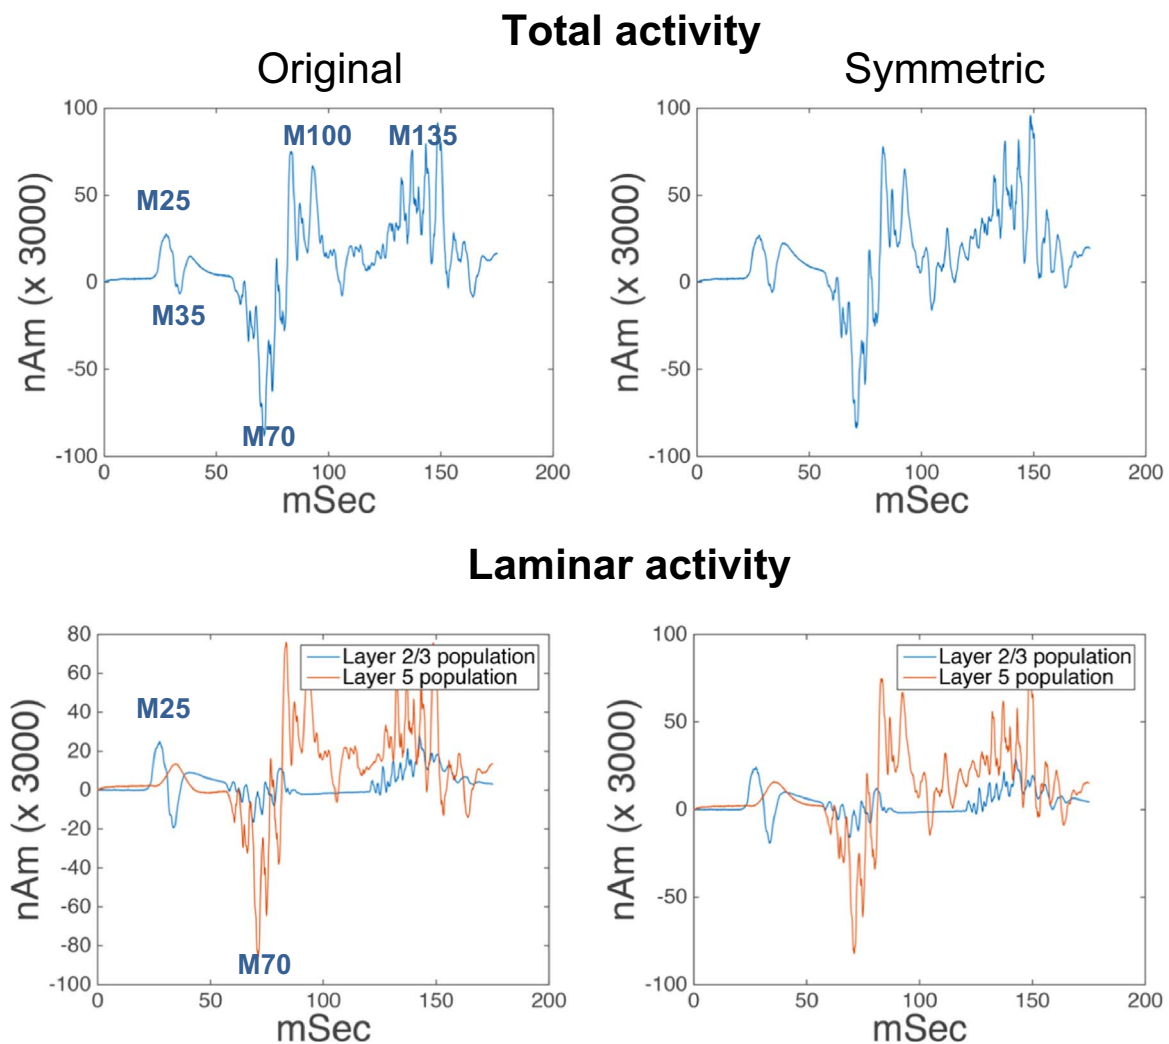 Total activity
Original
Symmetric
100
50
0
-50
-100
nAm (x 3000)
M25
M35
M70
M100
M135
0
50
100
150
200
mSec
100
50
0
-50
-100
nAm (x 3000)
0
50
100
150
200
mSec
Laminar activity
80
60
40
20
0
-20
-40
-60
-80
-100
nAm (x 3000)
Layer 2/3 population
Layer 5 population
M25
M70
0
50
100
150
200
mSec
100
50
0
-50
-100
nAm (x 3000)
Layer 2/3 population
Layer 5 population
0
50
100
150
200
mSec